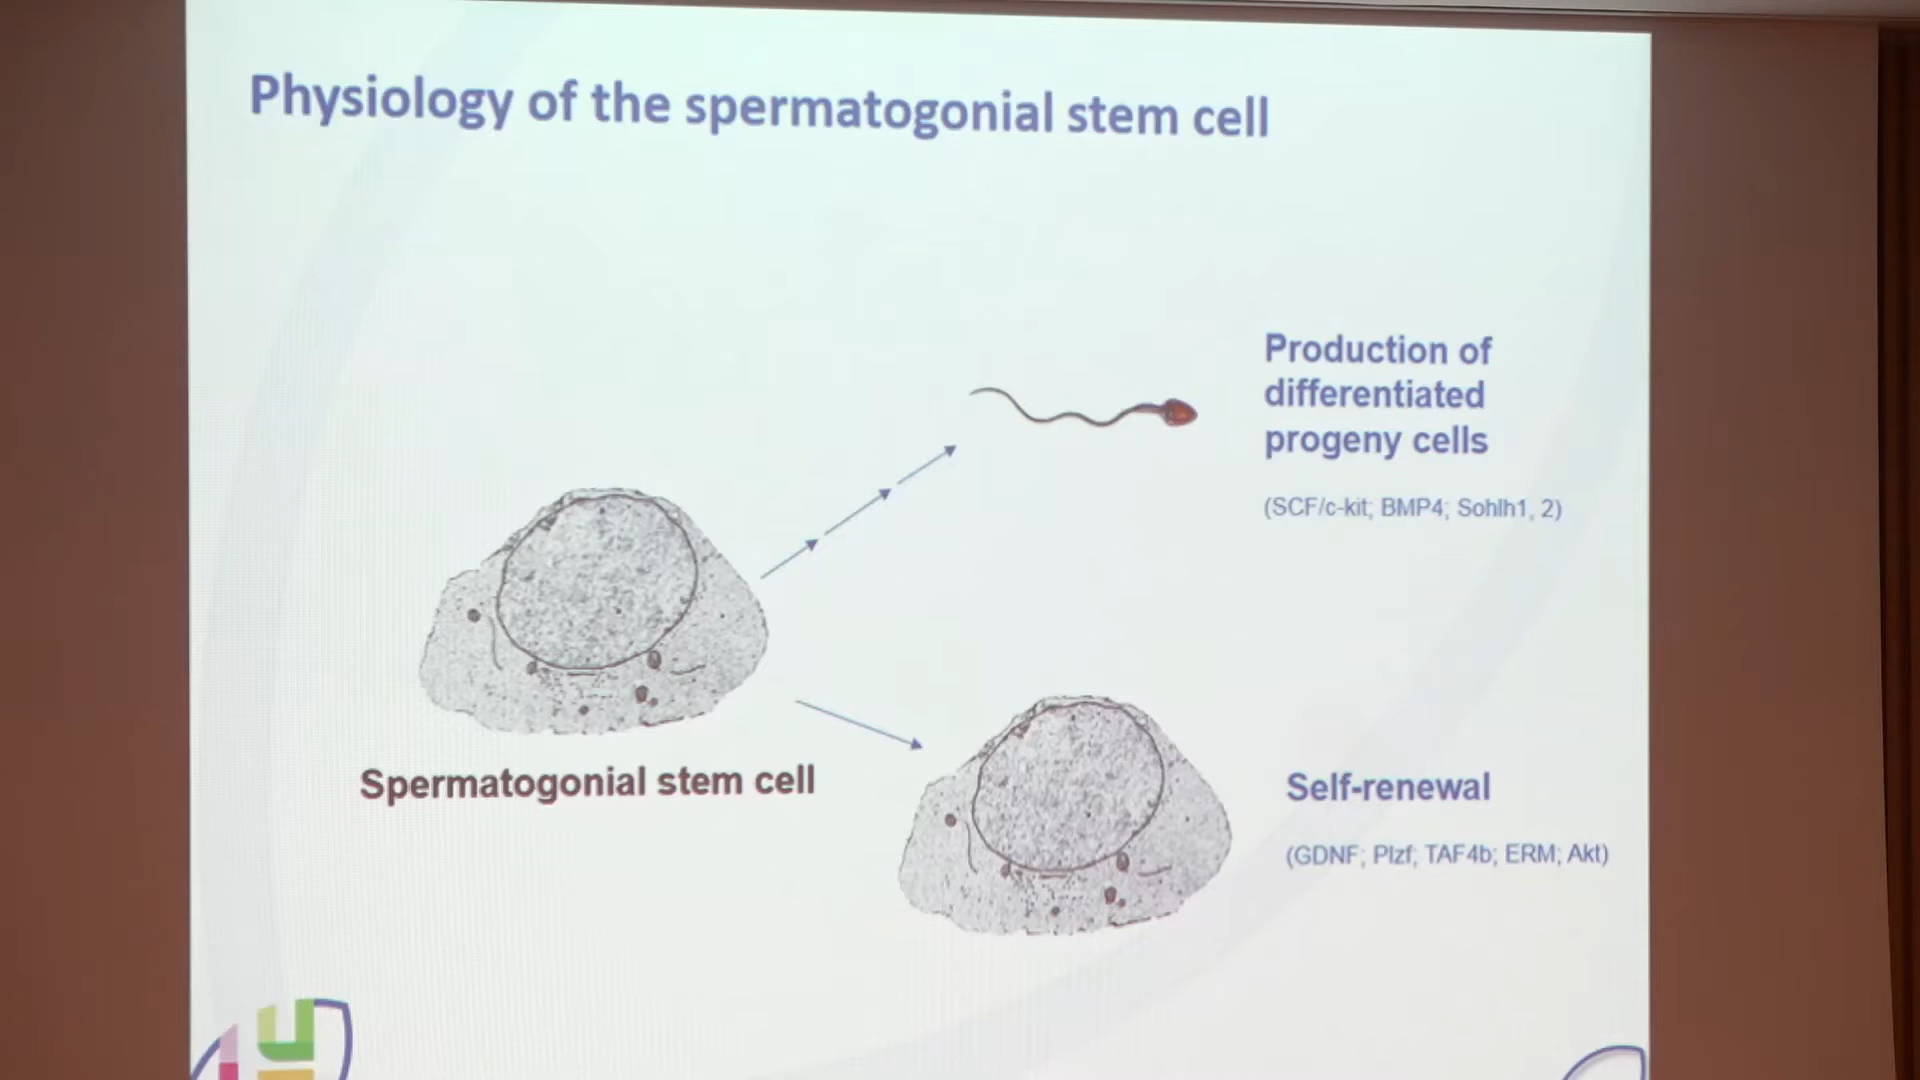 Physiology of the spermatogonial stem cell
Production of
differentiated
progeny cells
(SCF/c-kit; BMP4; Sohlh1, 2)
Spermatogonial stem cell
Self-renewal
(GDNF; Plzf; TAF4b; ERM; Akt)